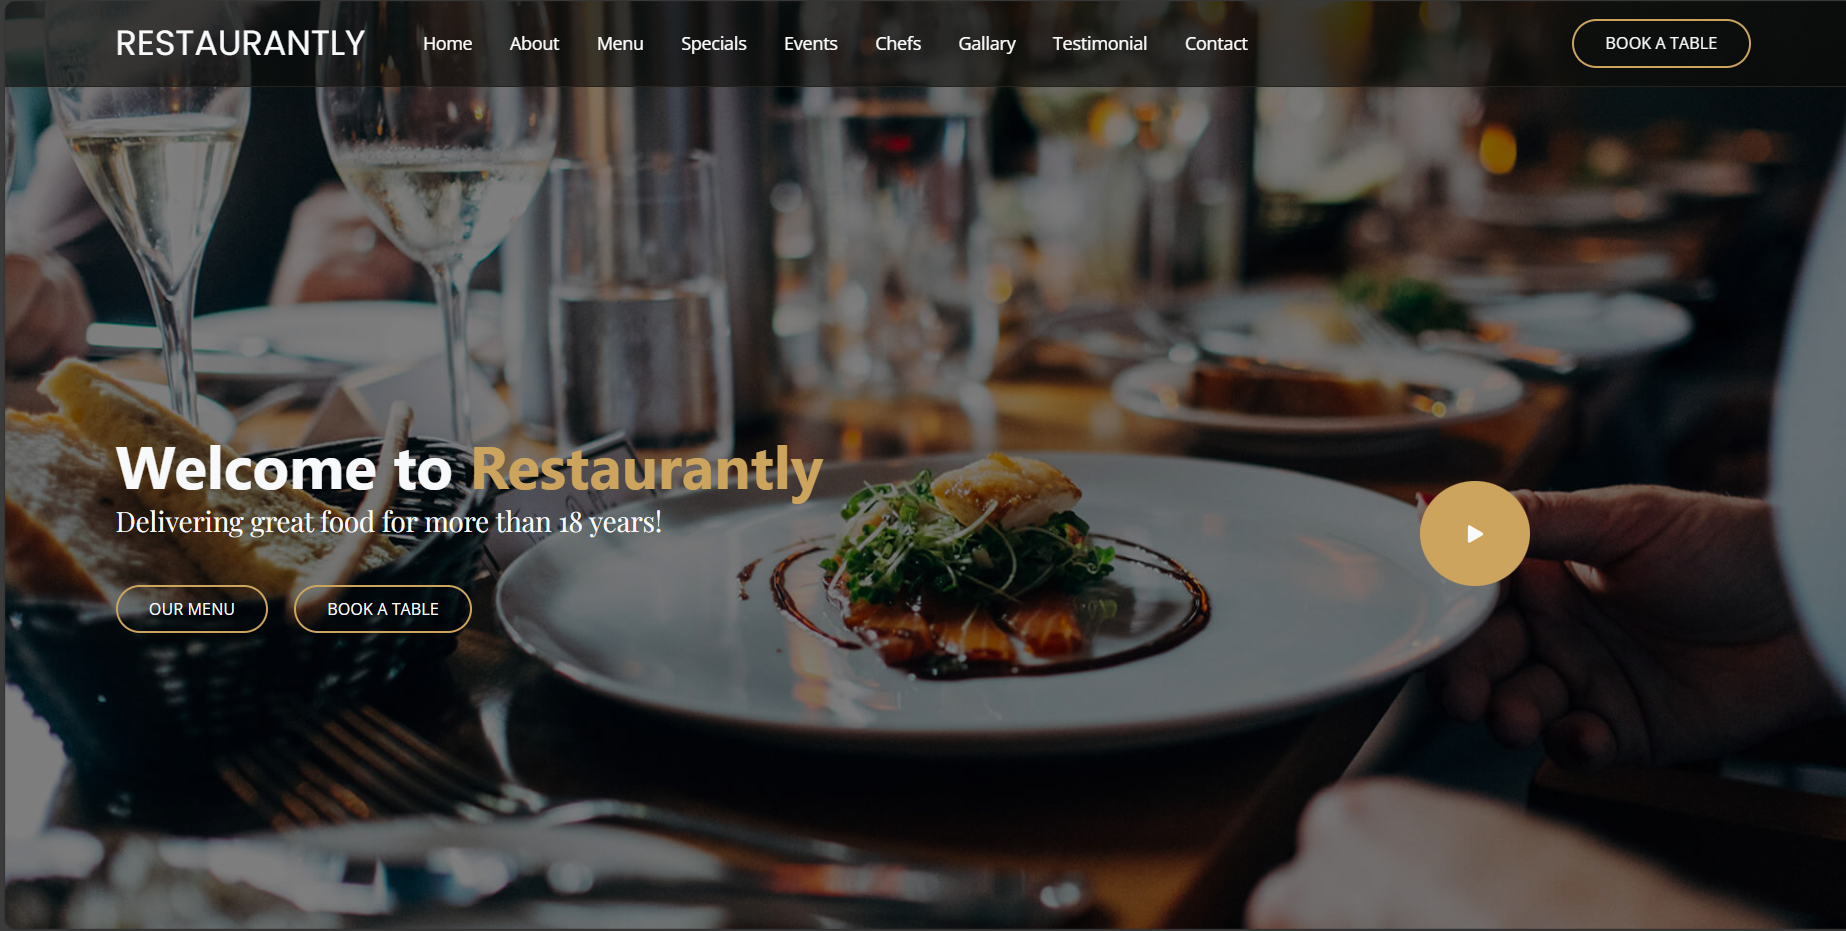 RESTAURANTLY Home About Menu Specials Events Chefs Gallary Testimonial Contact BOOK A TABLE
Welcome to Restaurantly
Delivering great food for more than 18 years!
OUR MENU BOOK A TABLE